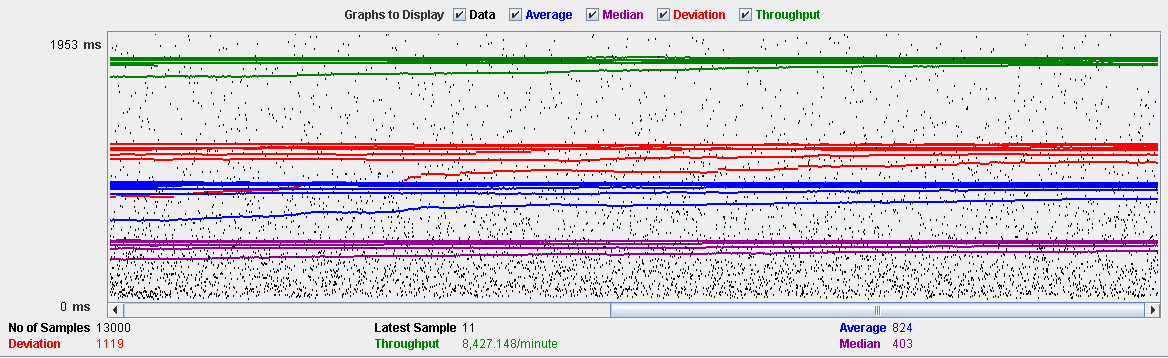 Graphs to Display Data Average Median Deviation Throughput
1953 ms
0 ms
No of Samples 13000 Latest Sample 11 Average 824
Deviation 1119 Throughput 8,427.148/minute Median 403